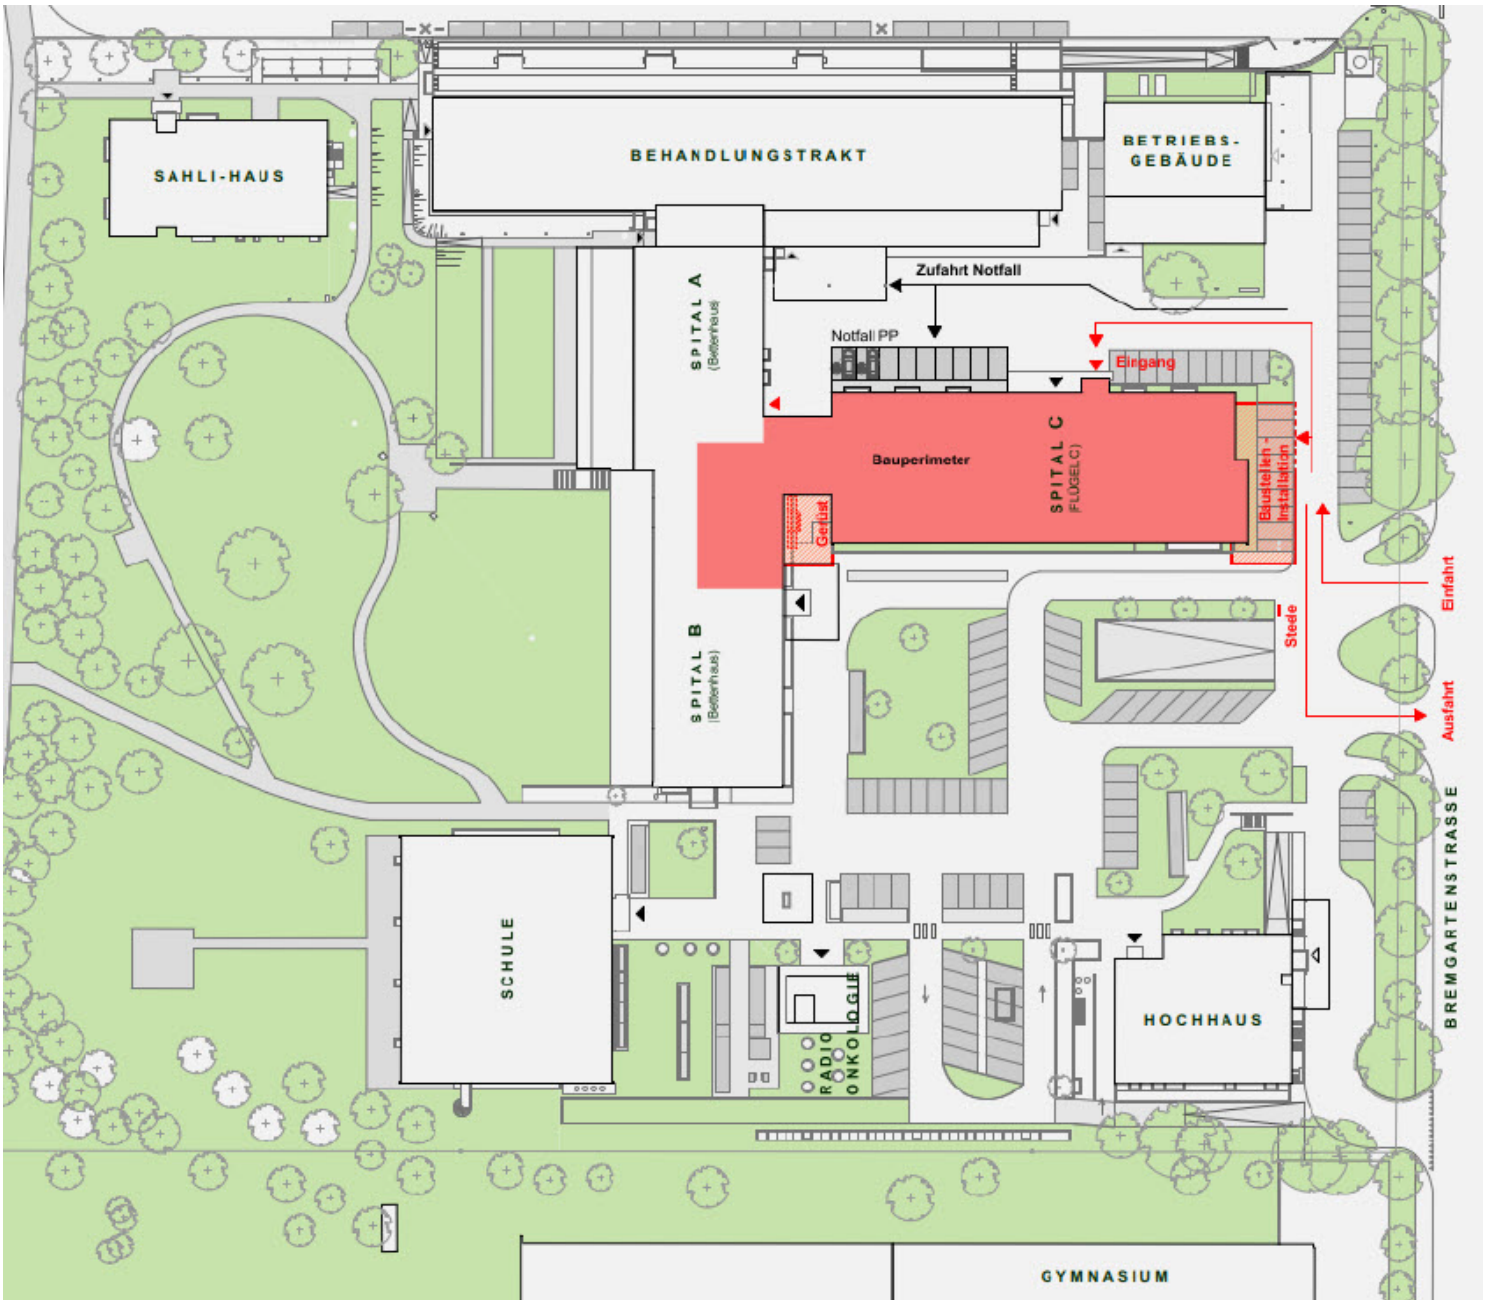 BEHANDLUNGSTRAKT
BETRIEBS-
GEBÄUDE
SAHLI-HAUS
Zufahrt Notfall
SPITAL A
(Bettenhaus)
Notfall PP
Eingang
Bauperimeter
SPITAL C
(FLÜGEL C)
Baustellen -
Installation
Gerüst
Einfahrt
Stede
SPITAL B
(Bettenhaus)
Ausfahrt
BREMGARTENSTRASSE
SCHULE
RADIO
ONKOLOGIE
HOCHHAUS
GYMNASIUM